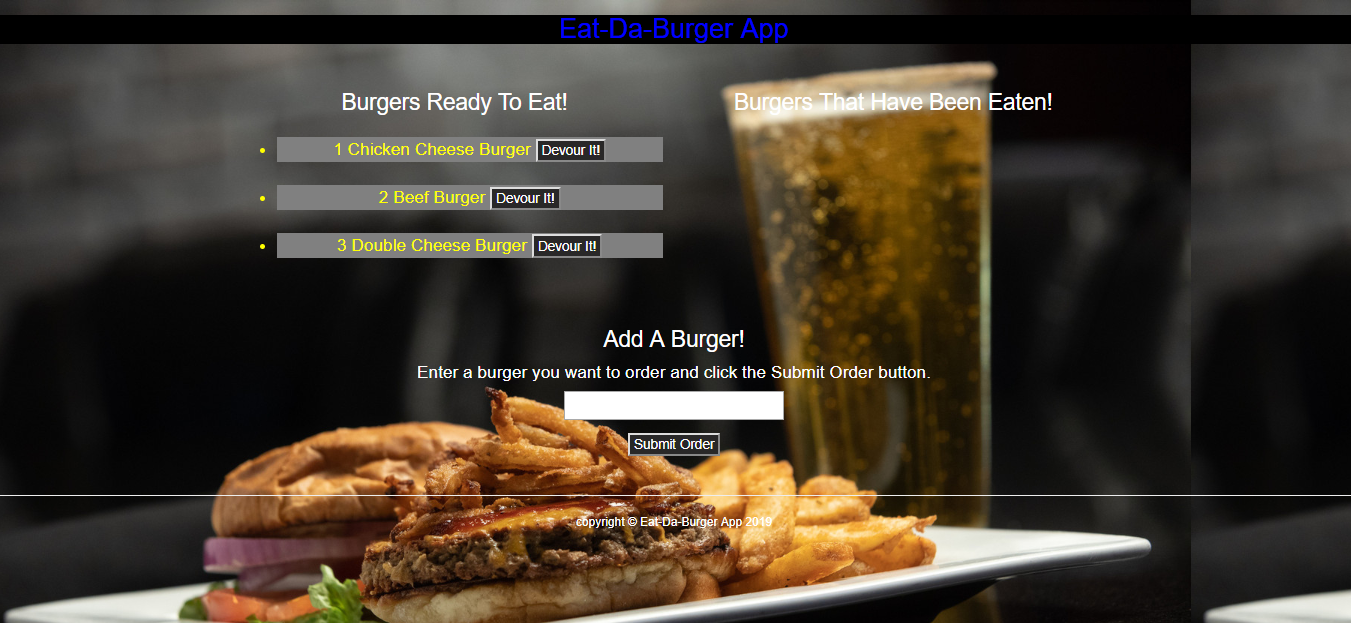 Eat-Da-Burger App
Burgers Ready To Eat!
1 Chicken Cheese Burger Devour It!
2 Beef Burger Devour It!
3 Double Cheese Burger Devour It!
Burgers That Have Been Eaten!
Add A Burger!
Enter a burger you want to order and click the Submit Order button.
Submit Order
copyright © Eat-Da-Burger App 2019